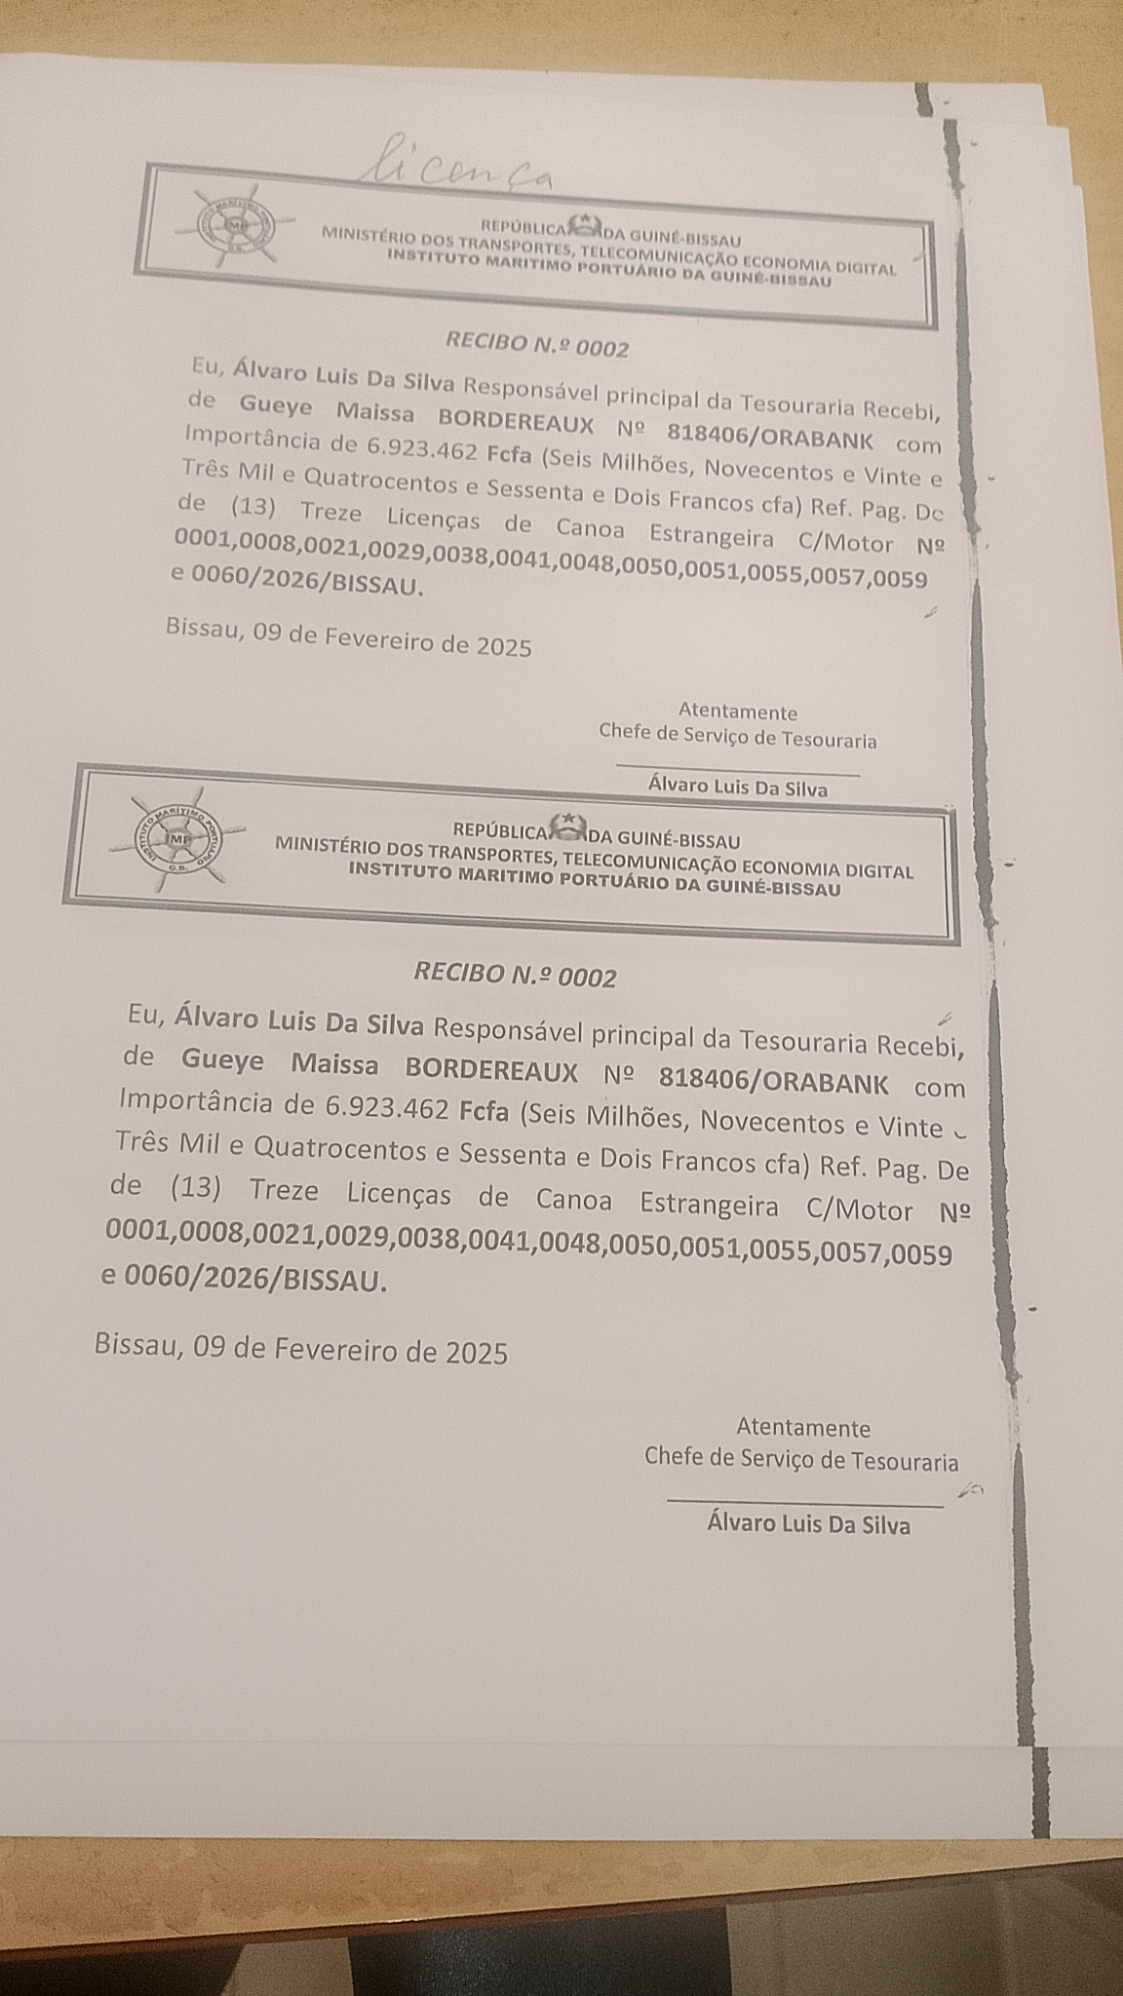 licença
REPÚBLICA DA GUINÉ-BISSAU
MINISTÉRIO DOS TRANSPORTES, TELECOMUNICAÇÃO ECONOMIA DIGITAL
INSTITUTO MARITIMO PORTUÁRIO DA GUINÉ-BISSAU
RECIBO N.º 0002
Eu, Álvaro Luis Da Silva Responsável principal da Tesouraria Recebi,
de Gueye Maissa BORDEREAUX Nº 818406/ORABANK com
Importância de 6.923.462 Fcfa (Seis Milhões, Novecentos e Vinte e
Três Mil e Quatrocentos e Sessenta e Dois Francos cfa) Ref. Pag. De
de (13) Treze Licenças de Canoa Estrangeira C/Motor Nº
0001,0008,0021,0029,0038,0041,0048,0050,0051,0055,0057,0059
e 0060/2026/BISSAU.
Bissau, 09 de Fevereiro de 2025
Atentamente
Chefe de Serviço de Tesouraria
Álvaro Luis Da Silva
INSTITUTO MARÍTIMO PORTUÁRIO
IMP
G.B.
REPÚBLICA DA GUINÉ-BISSAU
MINISTÉRIO DOS TRANSPORTES, TELECOMUNICAÇÃO ECONOMIA DIGITAL
INSTITUTO MARITIMO PORTUÁRIO DA GUINÉ-BISSAU
RECIBO N.º 0002
Eu, Álvaro Luis Da Silva Responsável principal da Tesouraria Recebi,
de Gueye Maissa BORDEREAUX Nº 818406/ORABANK com
Importância de 6.923.462 Fcfa (Seis Milhões, Novecentos e Vinte
Três Mil e Quatrocentos e Sessenta e Dois Francos cfa) Ref. Pag. De
de (13) Treze Licenças de Canoa Estrangeira C/Motor Nº
0001,0008,0021,0029,0038,0041,0048,0050,0051,0055,0057,0059
e 0060/2026/BISSAU.
Bissau, 09 de Fevereiro de 2025
Atentamente
Chefe de Serviço de Tesouraria
Álvaro Luis Da Silva